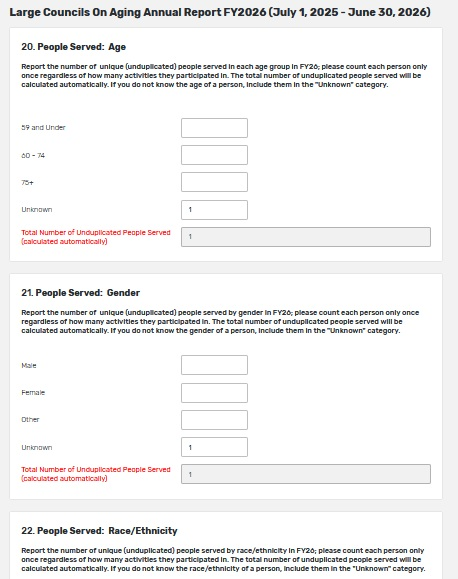 Large Councils On Aging Annual Report FY2026 (July 1, 2025 - June 30, 2026)
20. People Served: Age
Report the number of unique (unduplicated) people served in each age group in FY26; please count each person only
once regardless of how many activities they participated in. The total number of unduplicated people served will be
calculated automatically. If you do not know the age of a person, include them in the "Unknown" category.
59 and Under
60 - 74
75+
Unknown
1
Total Number of Unduplicated People Served
(calculated automatically)
1
21. People Served: Gender
Report the number of unique (unduplicated) people served by gender in FY26; please count each person only once
regardless of how many activities they participated in. The total number of unduplicated people served will be
calculated automatically. If you do not know the gender of a person, include them in the "Unknown" category.
Male
Female
Other
Unknown
1
Total Number of Unduplicated People Served
(calculated automatically)
1
22. People Served: Race/Ethnicity
Report the number of unique (unduplicated) people served by race/ethnicity in FY26; please count each person only
once regardless of how many activities they participated in. The total number of unduplicated people served will be
calculated automatically. If you do not know the race/ethnicity of a person, include them in the "Unknown" category.